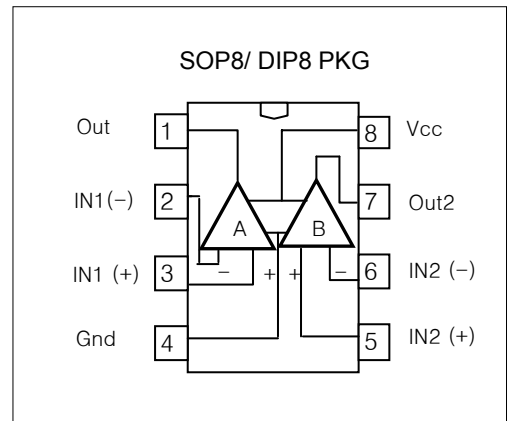 SOP8/ DIP8 PKG
Out 1 8 Vcc
IN1(-) 2 7 Out2
A B
IN1 (+) 3 - + + - 6 IN2 (-)
Gnd 4 5 IN2 (+)